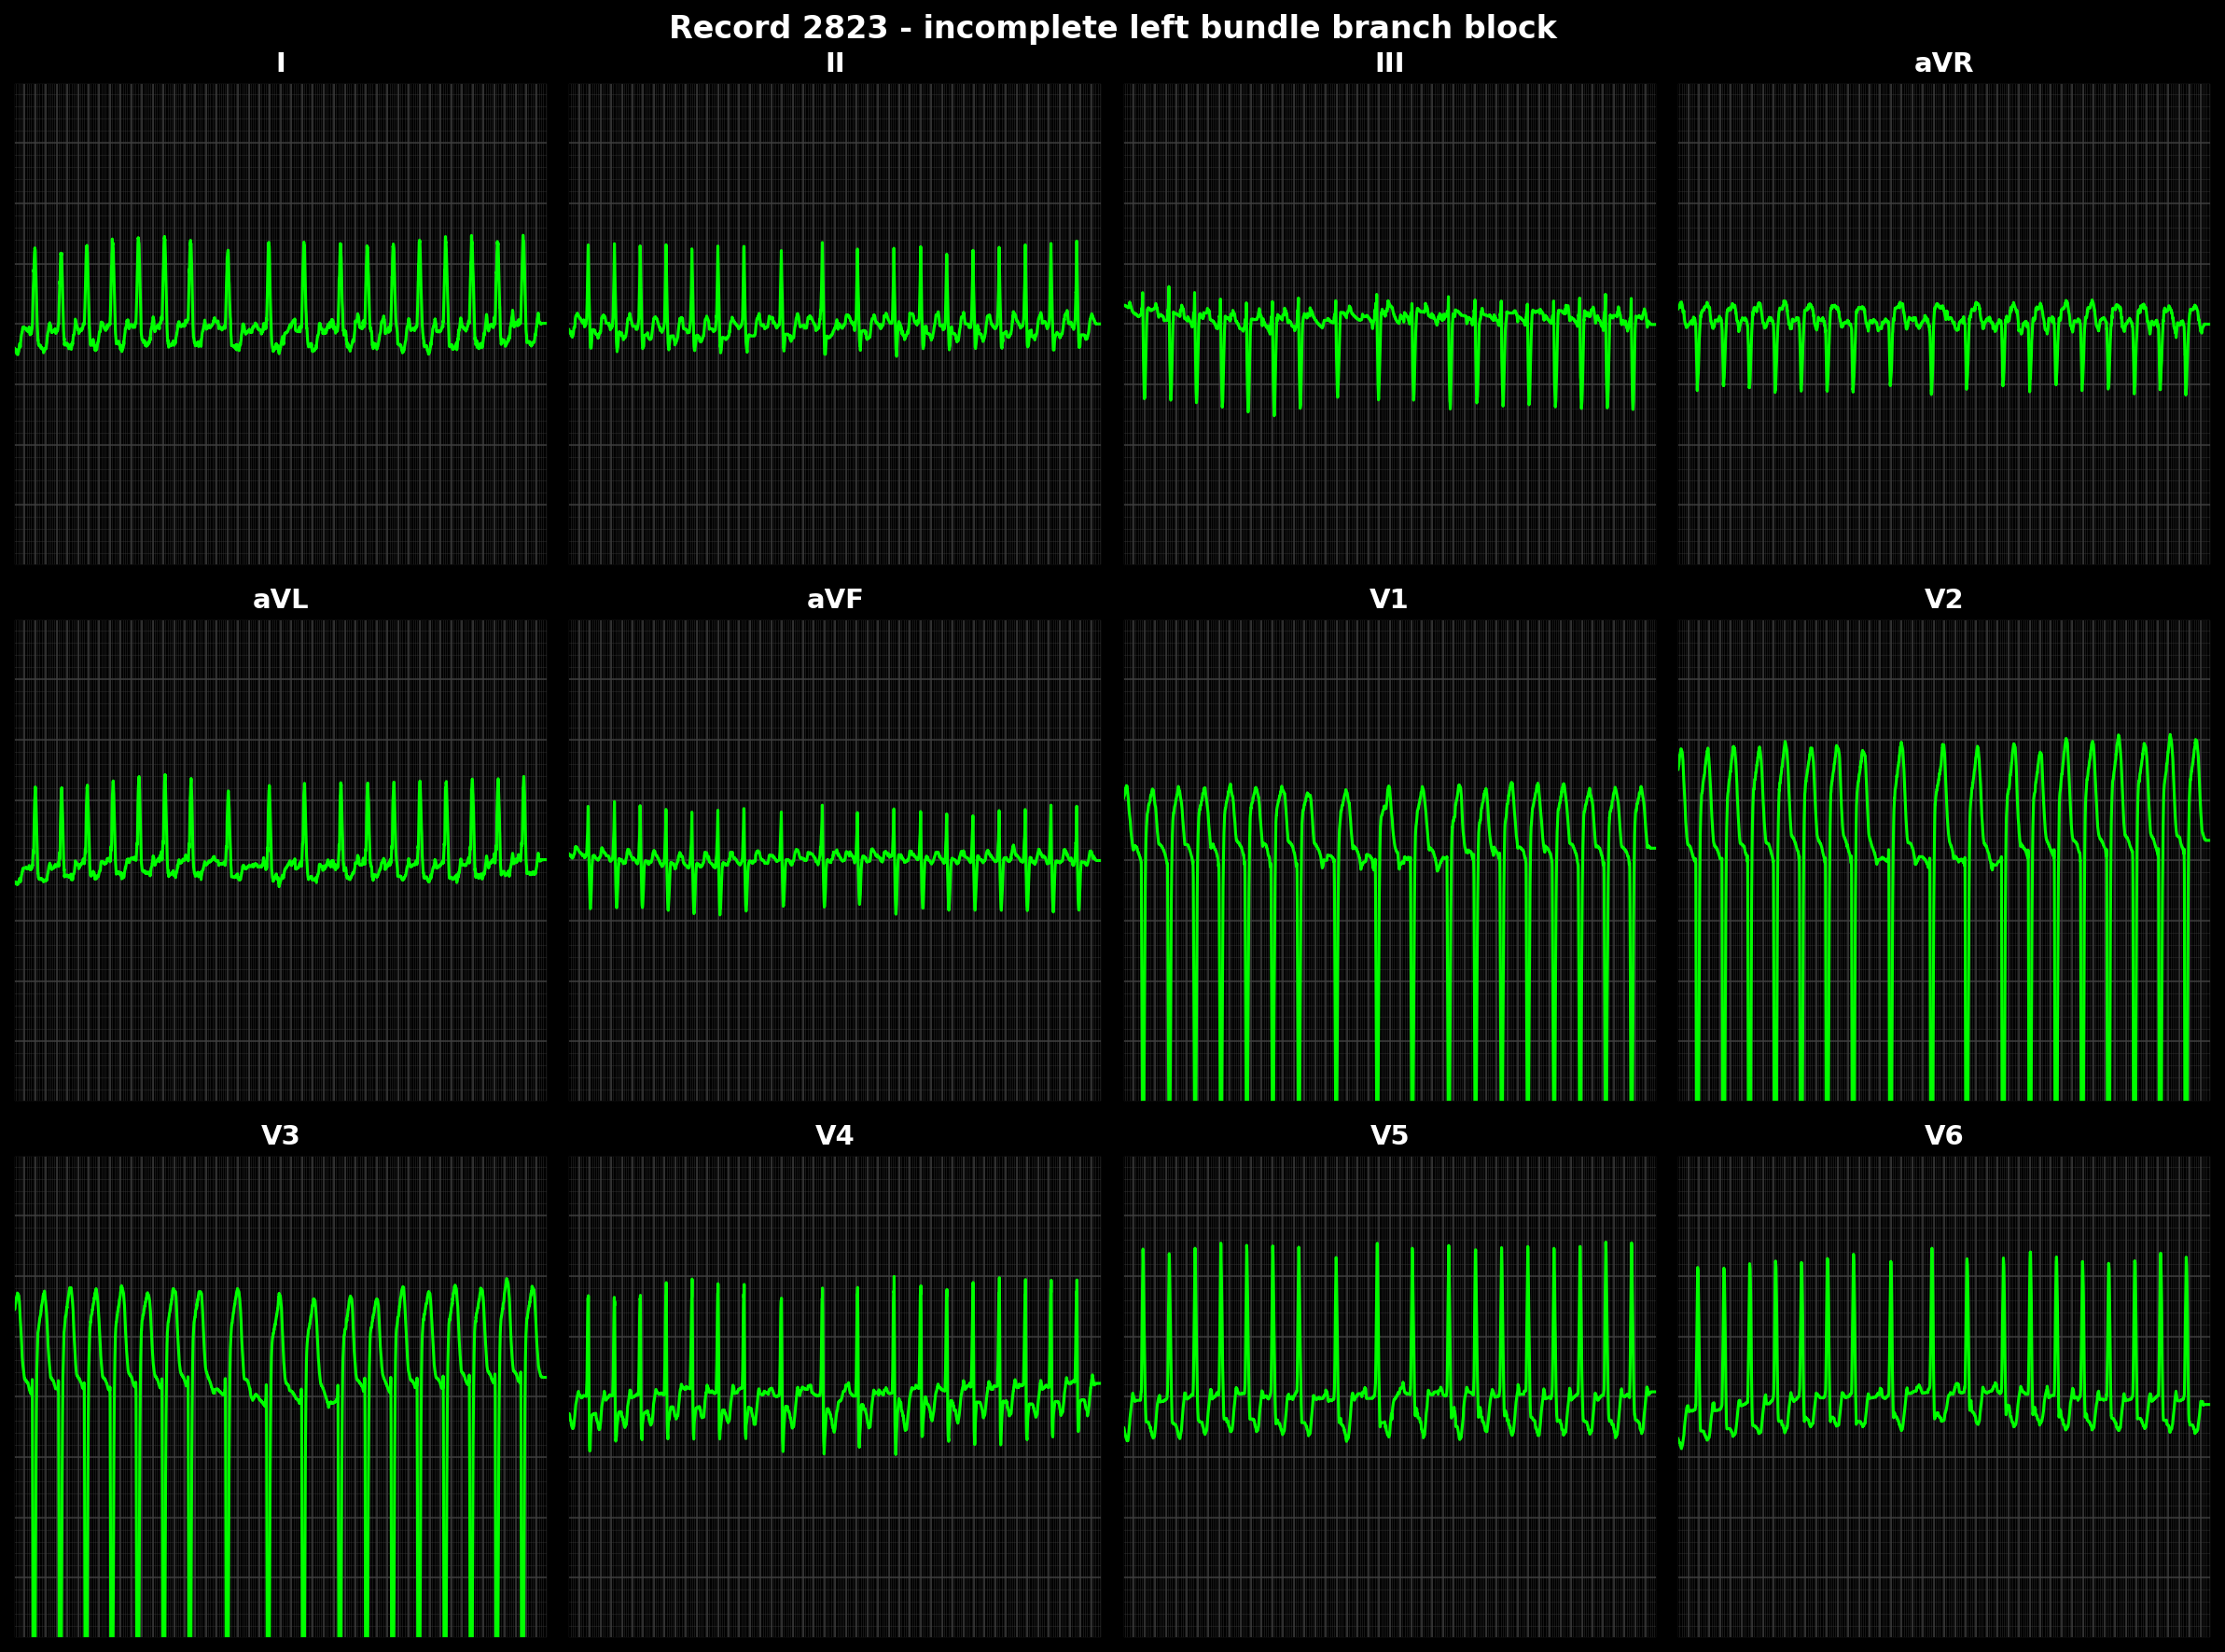 Record 2823 - incomplete left bundle branch block
I
II
III
aVR
aVL
aVF
V1
V2
V3
V4
V5
V6